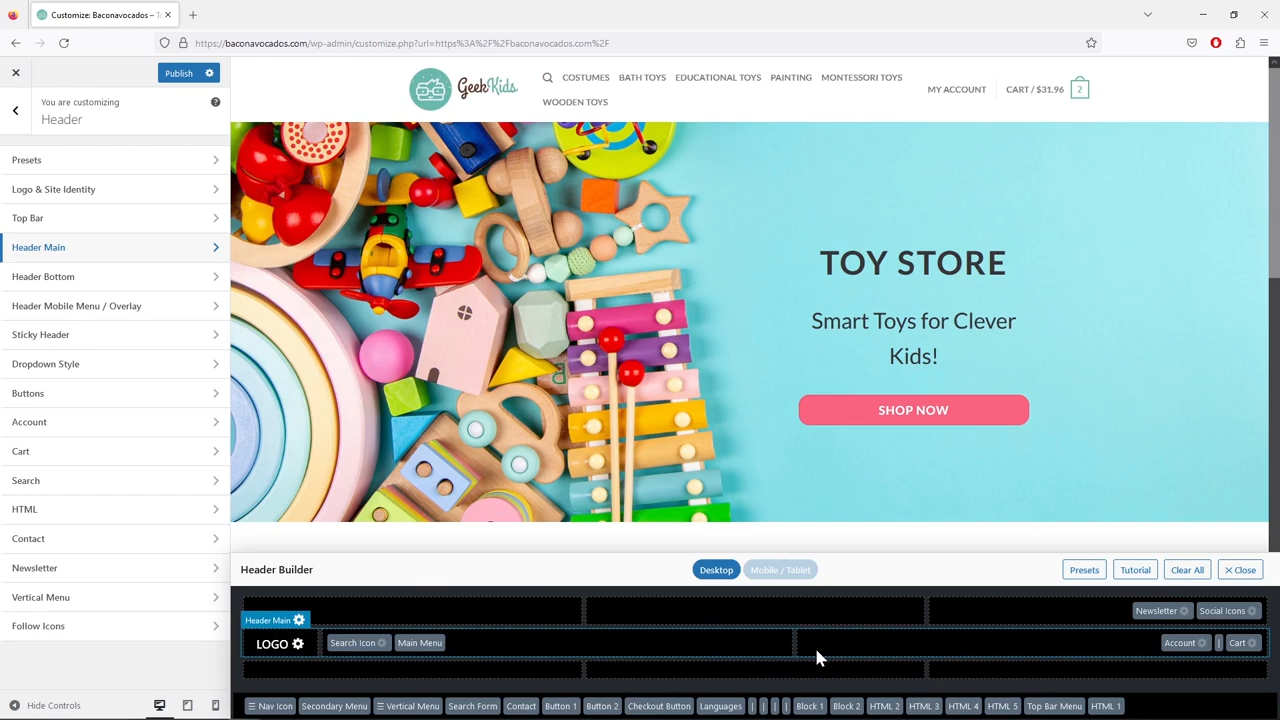 Customize: Baconavocados – T
https://baconavocados.com/wp-admin/customize.php?url=https%3A%2F%2Fbaconavocados.com%2F
Publish
You are customizing
Header
Presets
Logo & Site Identity
Top Bar
Header Main
Header Bottom
Header Mobile Menu / Overlay
Sticky Header
Dropdown Style
Buttons
Account
Cart
Search
HTML
Contact
Newsletter
Vertical Menu
Follow Icons
Hide Controls
GeekKids
COSTUMES BATH TOYS EDUCATIONAL TOYS PAINTING MONTESSORI TOYS
WOODEN TOYS
MY ACCOUNT CART / $31.96 2
TOY STORE
Smart Toys for Clever
Kids!
SHOP NOW
Header Builder Desktop Mobile / Tablet Presets Tutorial Clear All Close
Newsletter Social Icons
Header Main
LOGO Search Icon Main Menu Account | Cart
☰ Nav Icon Secondary Menu ☰ Vertical Menu Search Form Contact Button 1 Button 2 Checkout Button Languages | | | | Block 1 Block 2 HTML 2 HTML 3 HTML 4 HTML 5 Top Bar Menu HTML 1